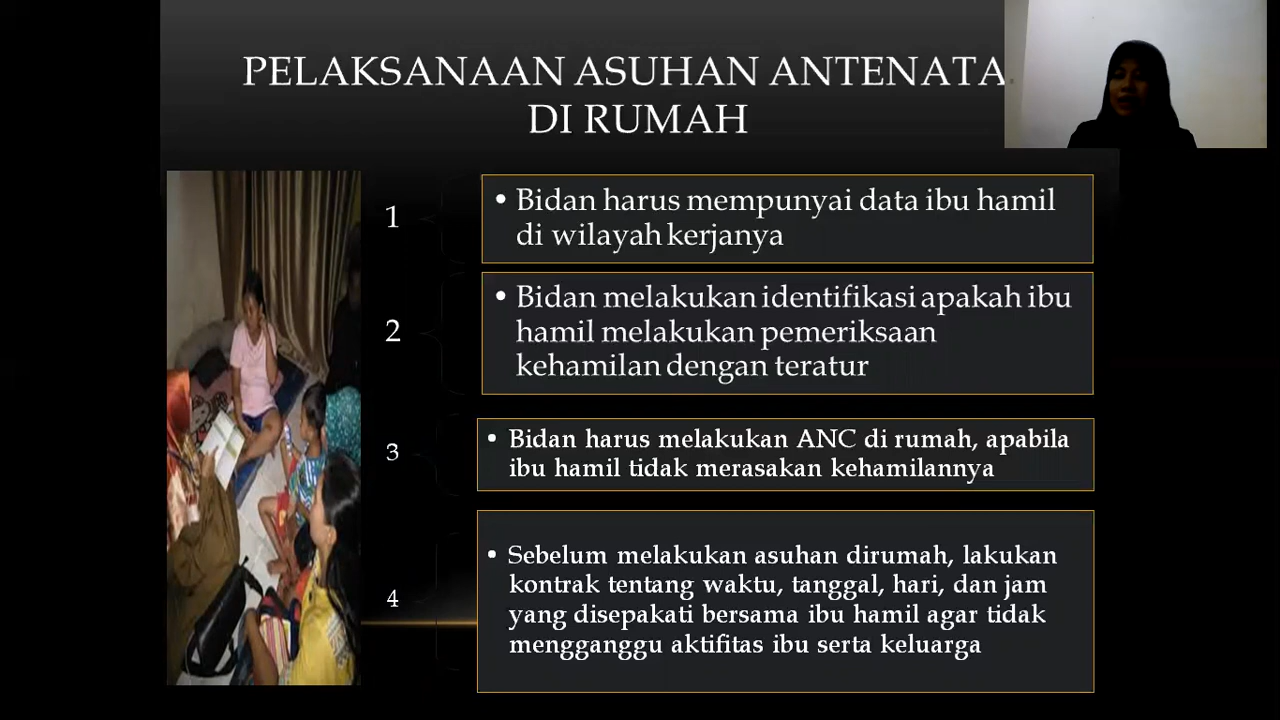 PELAKSANAAN ASUHAN ANTENATA
DI RUMAH
1
• Bidan harus mempunyai data ibu hamil
di wilayah kerjanya
2
• Bidan melakukan identifikasi apakah ibu
hamil melakukan pemeriksaan
kehamilan dengan teratur
3
• Bidan harus melakukan ANC di rumah, apabila
ibu hamil tidak merasakan kehamilannya
4
• Sebelum melakukan asuhan dirumah, lakukan
kontrak tentang waktu, tanggal, hari, dan jam
yang disepakati bersama ibu hamil agar tidak
mengganggu aktifitas ibu serta keluarga